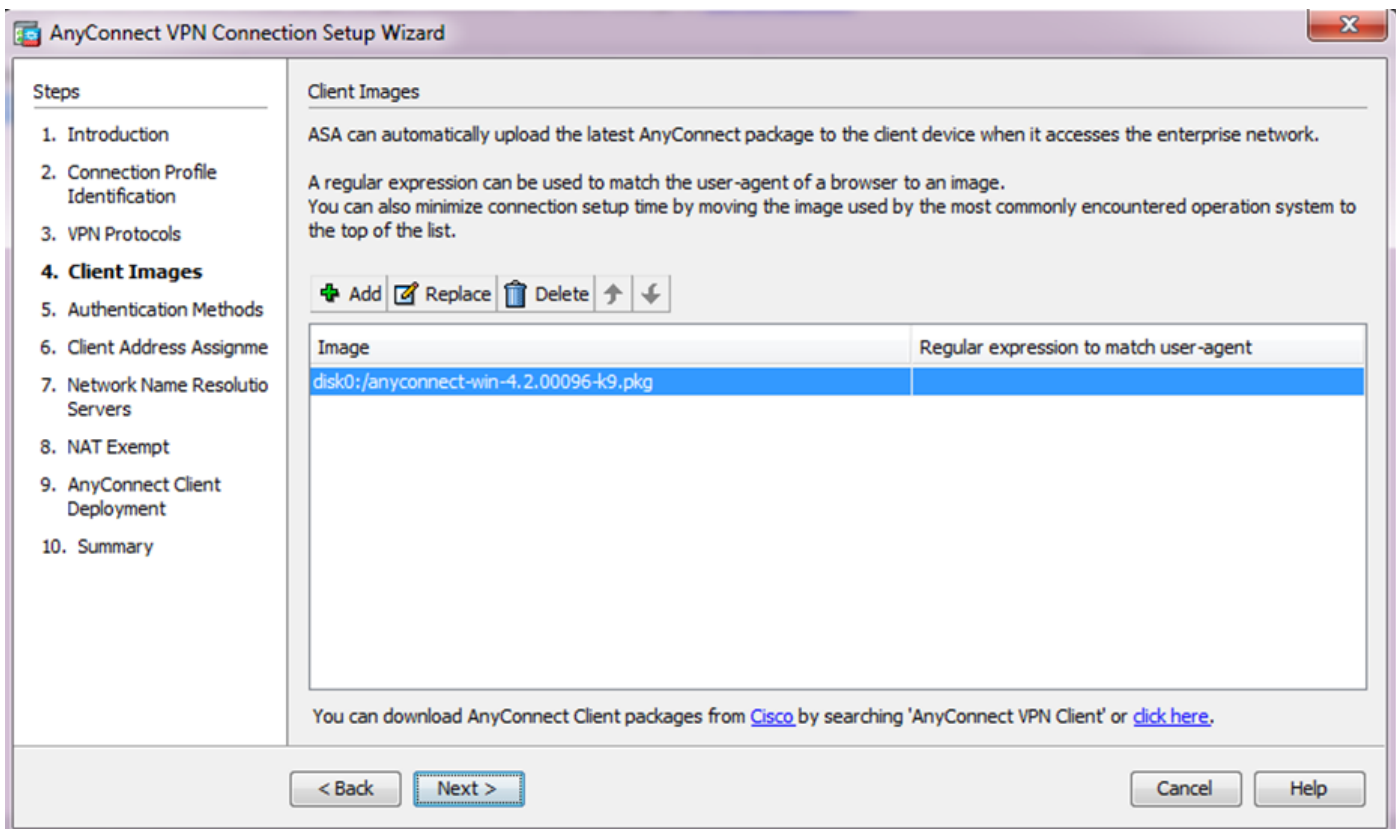 AnyConnect VPN Connection Setup Wizard
Steps
1. Introduction
2. Connection Profile
Identification
3. VPN Protocols
4. Client Images
5. Authentication Methods
6. Client Address Assignme
7. Network Name Resolutio
Servers
8. NAT Exempt
9. AnyConnect Client
Deployment
10. Summary
Client Images
ASA can automatically upload the latest AnyConnect package to the client device when it accesses the enterprise network.
A regular expression can be used to match the user-agent of a browser to an image.
You can also minimize connection setup time by moving the image used by the most commonly encountered operation system to
the top of the list.
Add Replace Delete
Image Regular expression to match user-agent
disk0:/anyconnect-win-4.2.00096-k9.pkg
You can download AnyConnect Client packages from Cisco by searching 'AnyConnect VPN Client' or click here.
< Back Next > Cancel Help